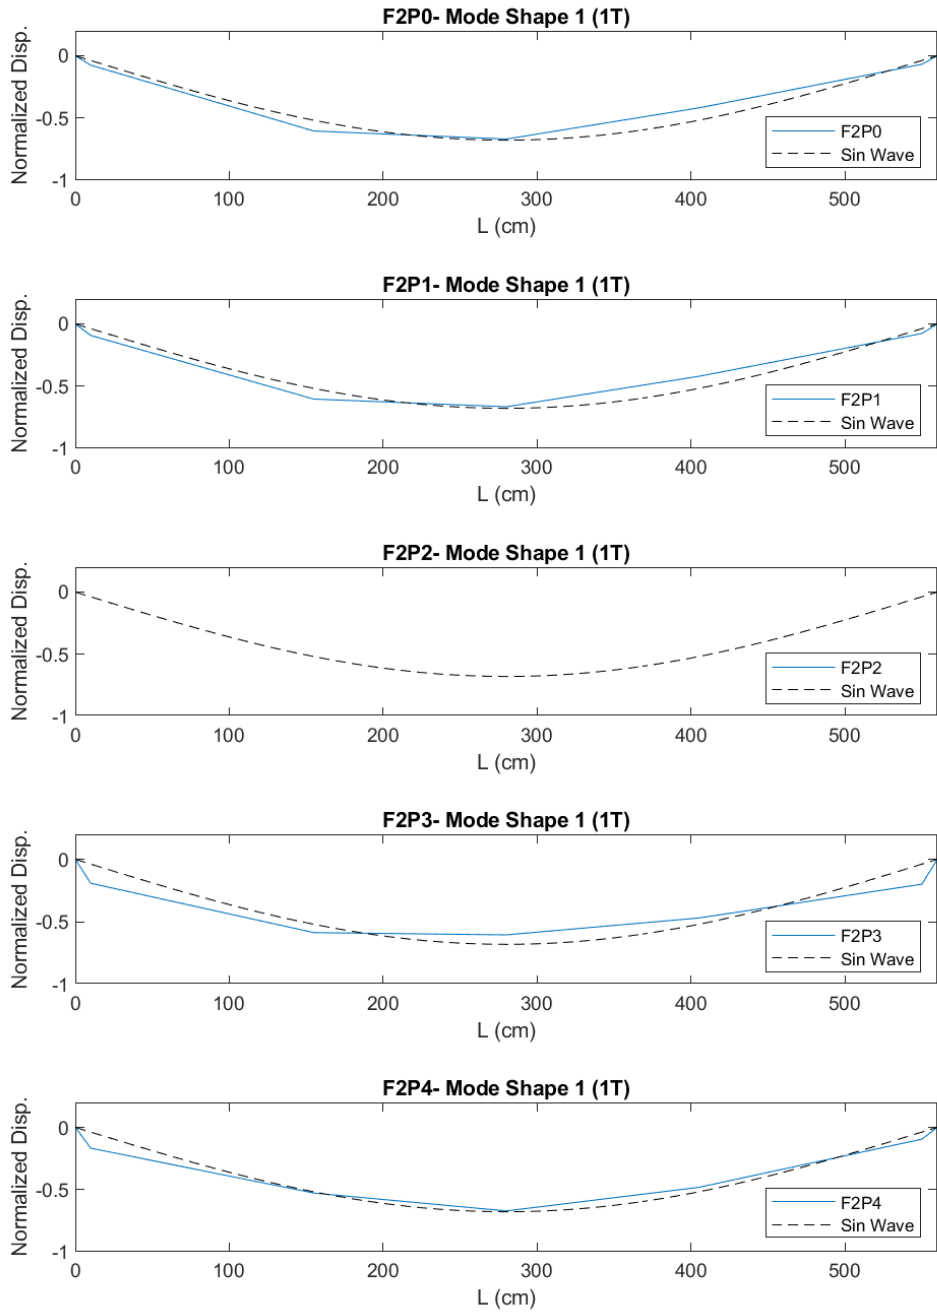 F2P0- Mode Shape 1 (1T)
Normalized Disp.
0
-0.5
-1
F2P0
Sin Wave
0 100 200 300 400 500
L (cm)
F2P1- Mode Shape 1 (1T)
Normalized Disp.
0
-0.5
-1
F2P1
Sin Wave
0 100 200 300 400 500
L (cm)
F2P2- Mode Shape 1 (1T)
Normalized Disp.
0
-0.5
-1
F2P2
Sin Wave
0 100 200 300 400 500
L (cm)
F2P3- Mode Shape 1 (1T)
Normalized Disp.
0
-0.5
-1
F2P3
Sin Wave
0 100 200 300 400 500
L (cm)
F2P4- Mode Shape 1 (1T)
Normalized Disp.
0
-0.5
-1
F2P4
Sin Wave
0 100 200 300 400 500
L (cm)